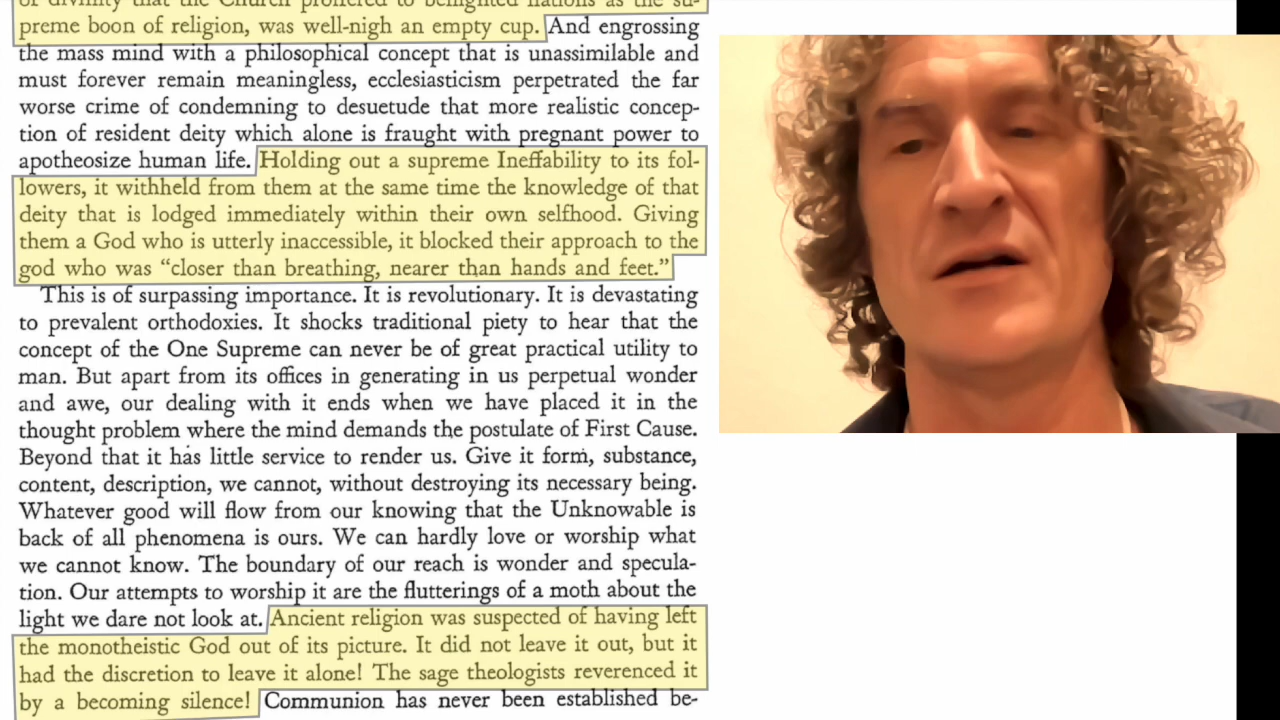 of divinity that the Church proffered to benighted nations as the su-
preme boon of religion, was well-nigh an empty cup. And engrossing
the mass mind with a philosophical concept that is unassimilable and
must forever remain meaningless, ecclesiasticism perpetrated the far
worse crime of condemning to desuetude that more realistic concep-
tion of resident deity which alone is fraught with pregnant power to
apotheosize human life. Holding out a supreme Ineffability to its fol-
lowers, it withheld from them at the same time the knowledge of that
deity that is lodged immediately within their own selfhood. Giving
them a God who is utterly inaccessible, it blocked their approach to the
god who was “closer than breathing, nearer than hands and feet.”
This is of surpassing importance. It is revolutionary. It is devastating
to prevalent orthodoxies. It shocks traditional piety to hear that the
concept of the One Supreme can never be of great practical utility to
man. But apart from its offices in generating in us perpetual wonder
and awe, our dealing with it ends when we have placed it in the
thought problem where the mind demands the postulate of First Cause.
Beyond that it has little service to render us. Give it form, substance,
content, description, we cannot, without destroying its necessary being.
Whatever good will flow from our knowing that the Unknowable is
back of all phenomena is ours. We can hardly love or worship what
we cannot know. The boundary of our reach is wonder and specula-
tion. Our attempts to worship it are the flutterings of a moth about the
light we dare not look at. Ancient religion was suspected of having left
the monotheistic God out of its picture. It did not leave it out, but it
had the discretion to leave it alone! The sage theologists reverenced it
by a becoming silence! Communion has never been established be-